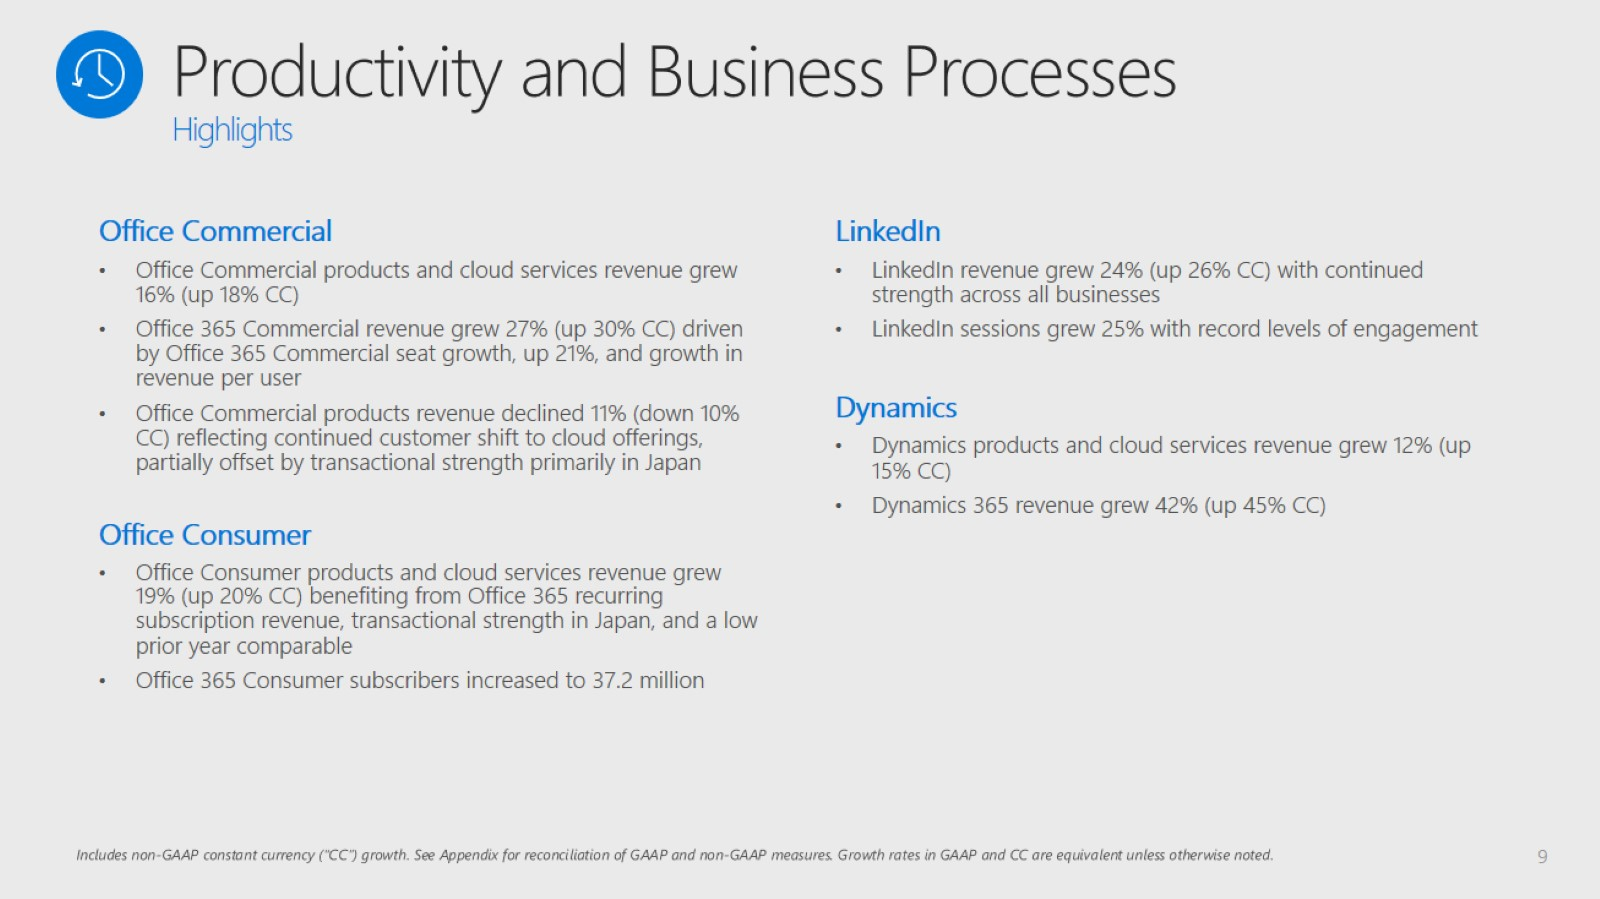 Productivity and Business Processes
Highlights
Office Commercial
• Office Commercial products and cloud services revenue grew
16% (up 18% CC)
• Office 365 Commercial revenue grew 27% (up 30% CC) driven
by Office 365 Commercial seat growth, up 21%, and growth in
revenue per user
• Office Commercial products revenue declined 11% (down 10%
CC) reflecting continued customer shift to cloud offerings,
partially offset by transactional strength primarily in Japan
Office Consumer
• Office Consumer products and cloud services revenue grew
19% (up 20% CC) benefiting from Office 365 recurring
subscription revenue, transactional strength in Japan, and a low
prior year comparable
• Office 365 Consumer subscribers increased to 37.2 million
LinkedIn
• LinkedIn revenue grew 24% (up 26% CC) with continued
strength across all businesses
• LinkedIn sessions grew 25% with record levels of engagement
Dynamics
• Dynamics products and cloud services revenue grew 12% (up
15% CC)
• Dynamics 365 revenue grew 42% (up 45% CC)
Includes non-GAAP constant currency ("CC") growth. See Appendix for reconciliation of GAAP and non-GAAP measures. Growth rates in GAAP and CC are equivalent unless otherwise noted.
9